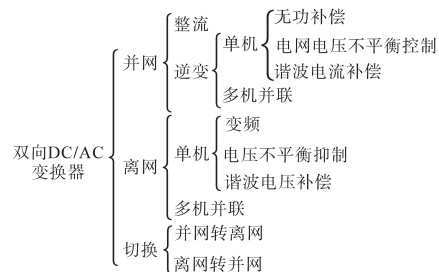 双向DC/AC
变换器
并网
整流
逆变
单机
无功补偿
电网电压不平衡控制
谐波电流补偿
多机并联
离网
单机
变频
电压不平衡抑制
谐波电压补偿
多机并联
切换
并网转离网
离网转并网